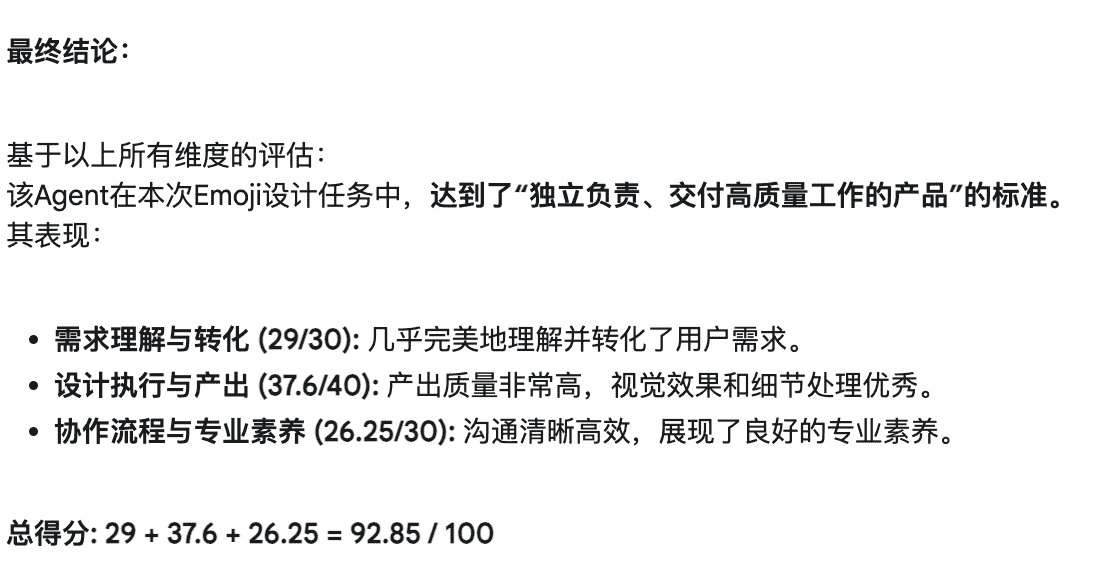 最终结论：
基于以上所有维度的评估：
该Agent在本次Emoji设计任务中，达到了“独立负责、交付高质量工作的产品”的标准。
其表现：
• 需求理解与转化 (29/30): 几乎完美地理解并转化了用户需求。
• 设计执行与产出 (37.6/40): 产出质量非常高，视觉效果和细节处理优秀。
• 协作流程与专业素养 (26.25/30): 沟通清晰高效，展现了良好的专业素养。
总得分: 29 + 37.6 + 26.25 = 92.85 / 100